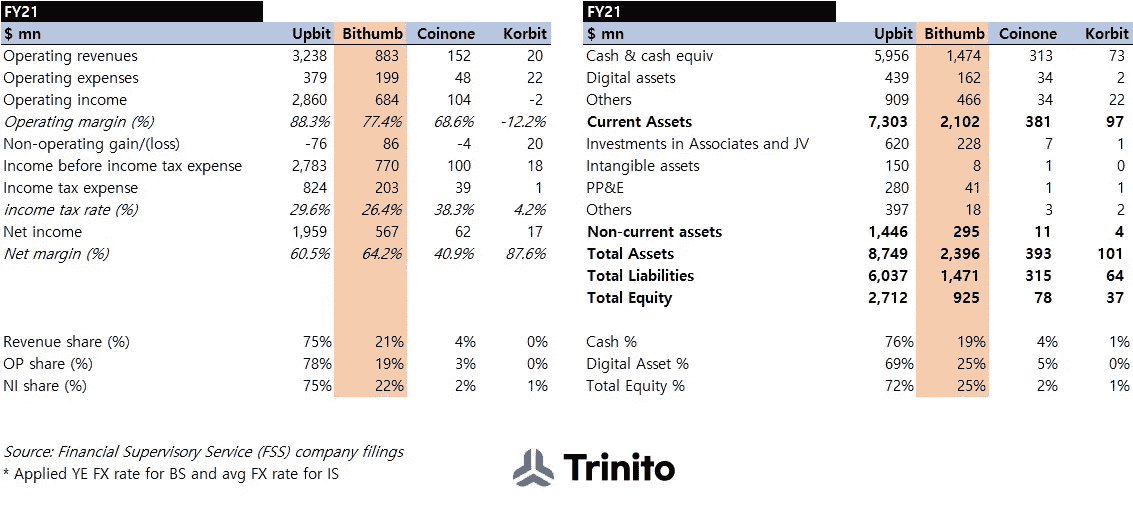 FY21
$ mn Upbit Bithumb Coinone Korbit
Operating revenues 3,238 883 152 20
Operating expenses 379 199 48 22
Operating income 2,860 684 104 -2
Operating margin (%) 88.3% 77.4% 68.6% -12.2%
Non-operating gain/(loss) -76 86 -4 20
Income before income tax expense 2,783 770 100 18
Income tax expense 824 203 39 1
income tax rate (%) 29.6% 26.4% 38.3% 4.2%
Net income 1,959 567 62 17
Net margin (%) 60.5% 64.2% 40.9% 87.6%
Revenue share (%) 75% 21% 4% 0%
OP share (%) 78% 19% 3% 0%
NI share (%) 75% 22% 2% 1%
FY21
$ mn Upbit Bithumb Coinone Korbit
Cash & cash equiv 5,956 1,474 313 73
Digital assets 439 162 34 2
Others 909 466 34 22
Current Assets 7,303 2,102 381 97
Investments in Associates and JV 620 228 7 1
Intangible assets 150 8 1 0
PP&E 280 41 1 1
Others 397 18 3 2
Non-current assets 1,446 295 11 4
Total Assets 8,749 2,396 393 101
Total Liabilities 6,037 1,471 315 64
Total Equity 2,712 925 78 37
Cash % 76% 19% 4% 1%
Digital Asset % 69% 25% 5% 0%
Total Equity % 72% 25% 2% 1%
Source: Financial Supervisory Service (FSS) company filings
* Applied YE FX rate for BS and avg FX rate for IS
Trinito